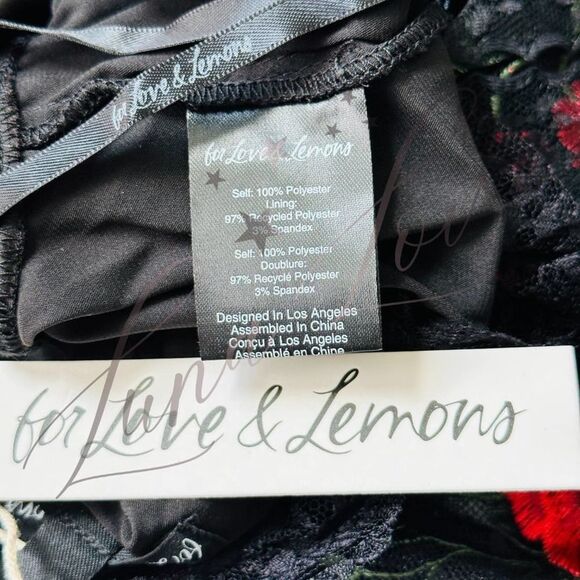 for Love & Lemons
for Love & Lemons
Self: 100% Polyester
Lining:
97% Recycled Polyester
3% Spandex
Self: 100% Polyester
Doublure:
97% Recyclé Polyester
3% Spandex
Designed In Los Angeles
Assembled In China
Conçu à Los Angeles
Assemblé en Chine
for Love & Lemons